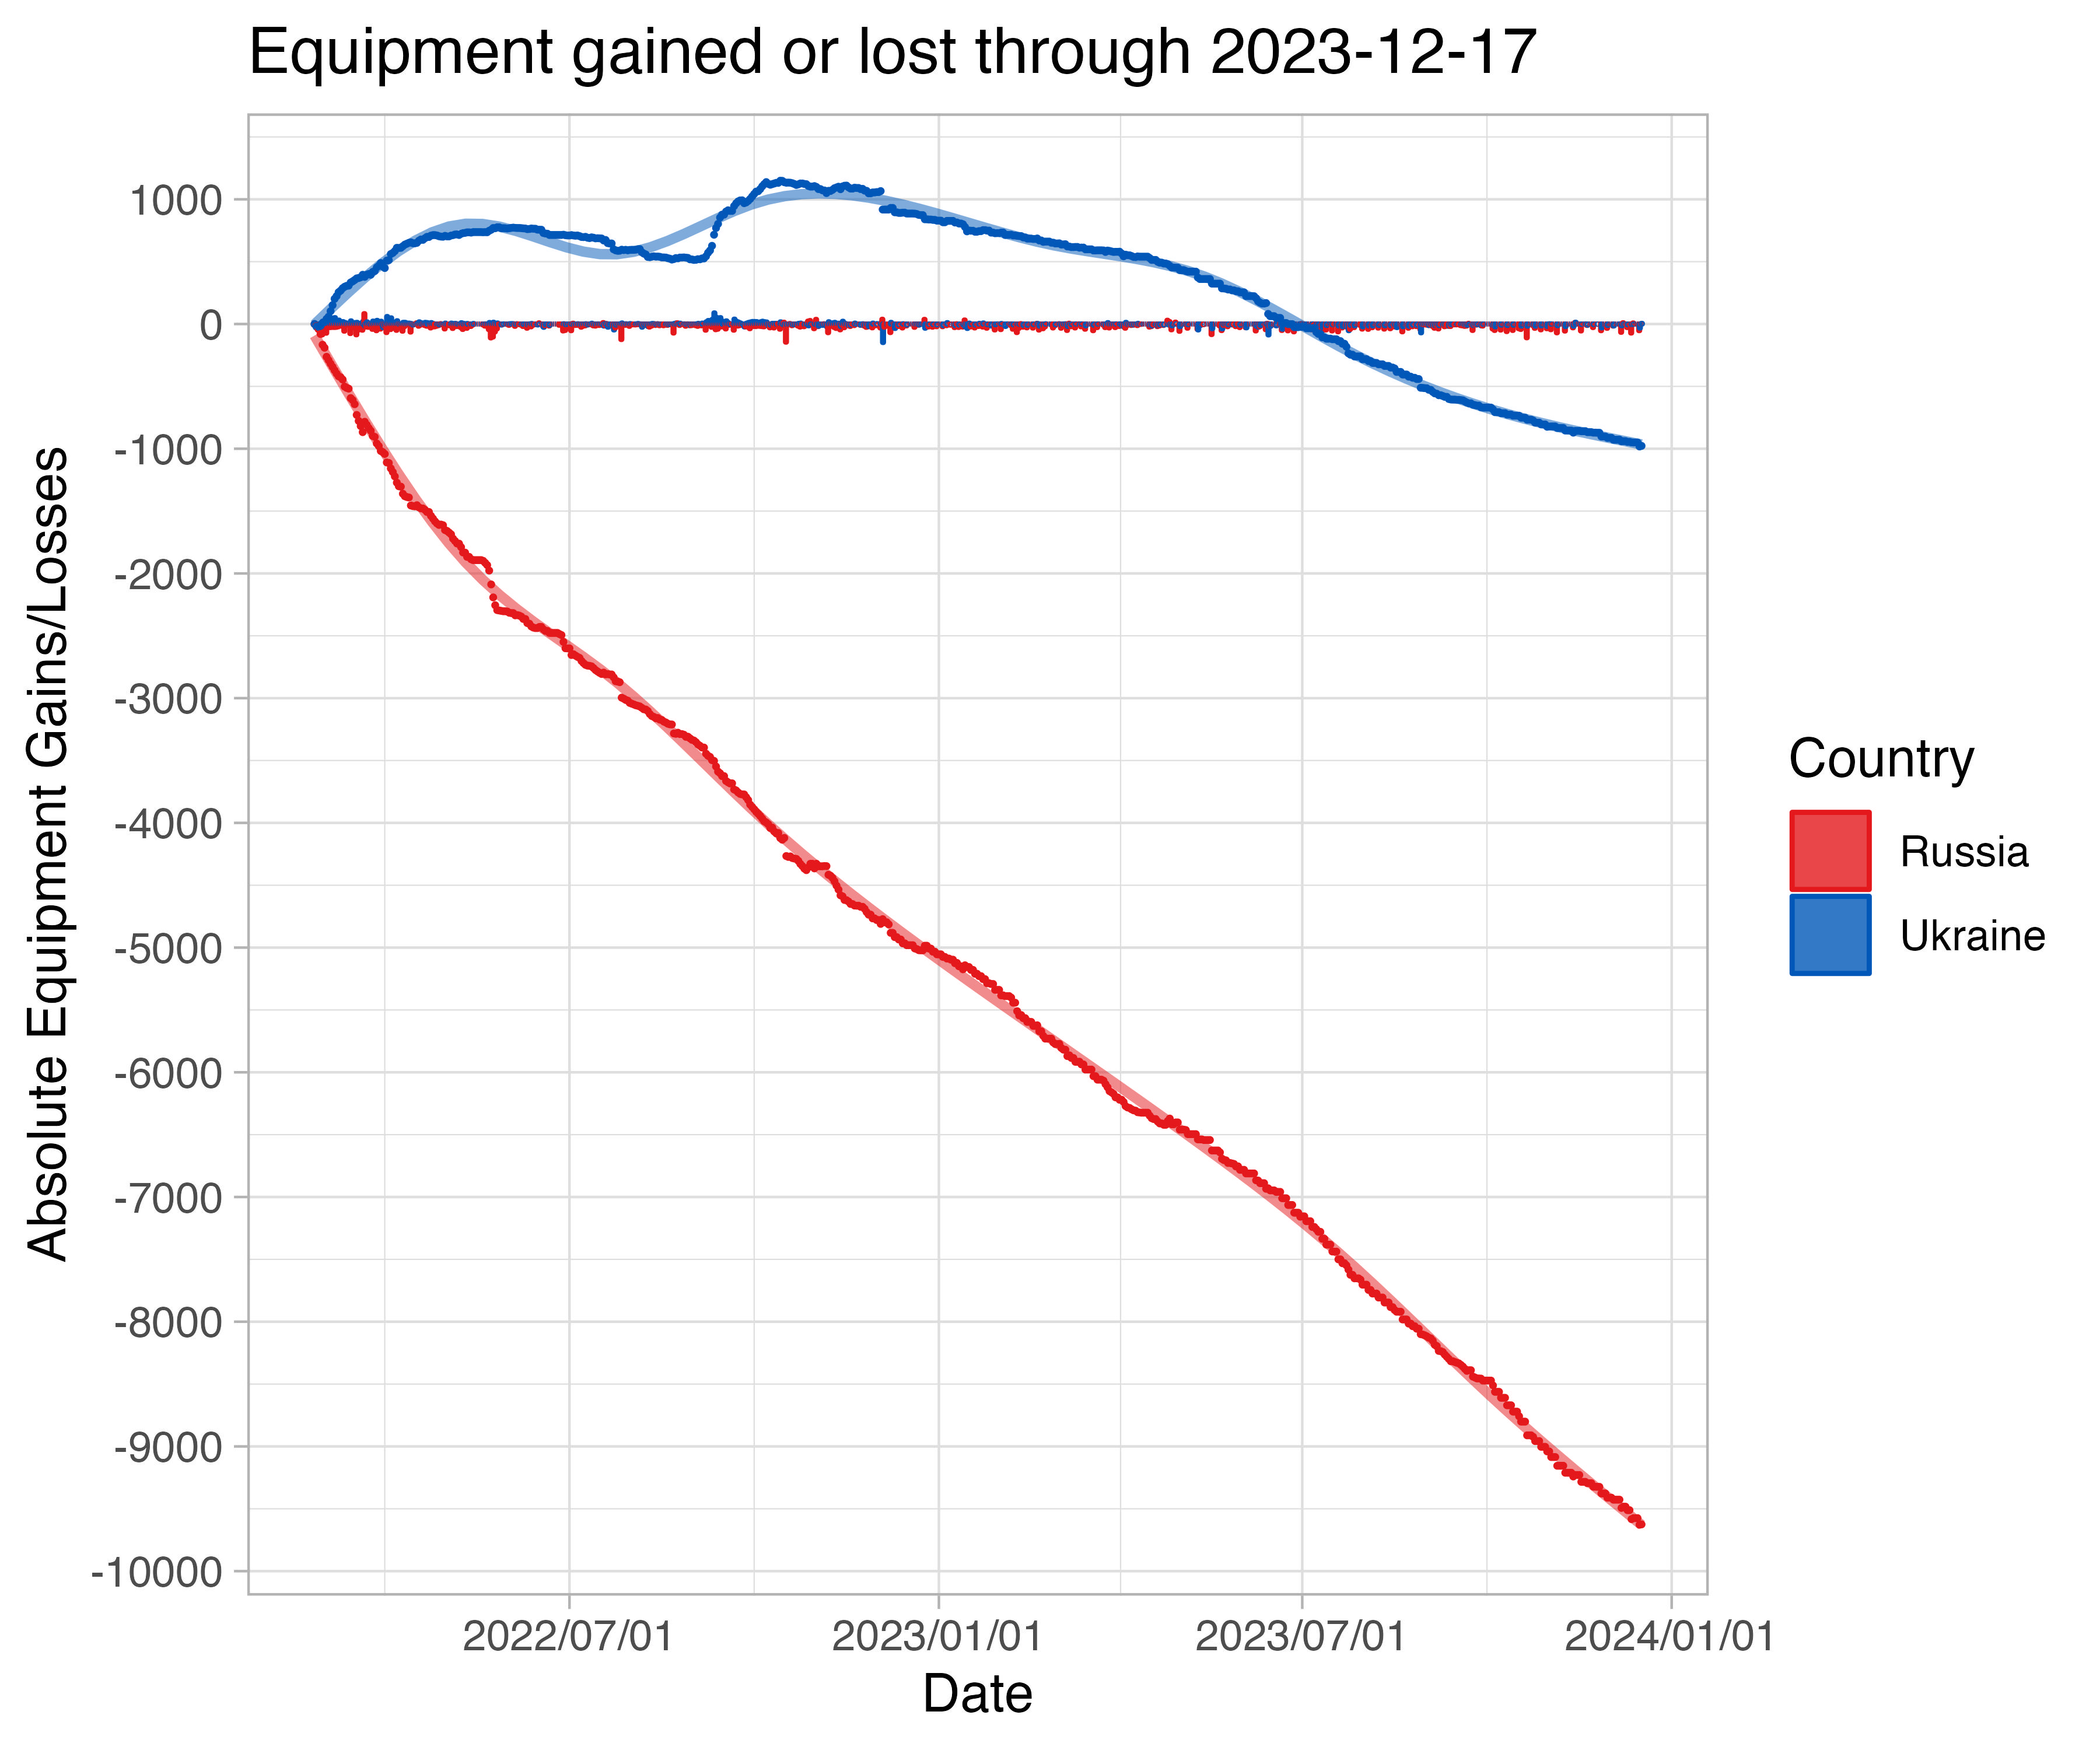 Equipment gained or lost through 2023-12-17
Absolute Equipment Gains/Losses
1000
0
-1000
-2000
-3000
-4000
-5000
-6000
-7000
-8000
-9000
-10000
2022/07/01
2023/01/01
2023/07/01
2024/01/01
Date
Country
Russia
Ukraine